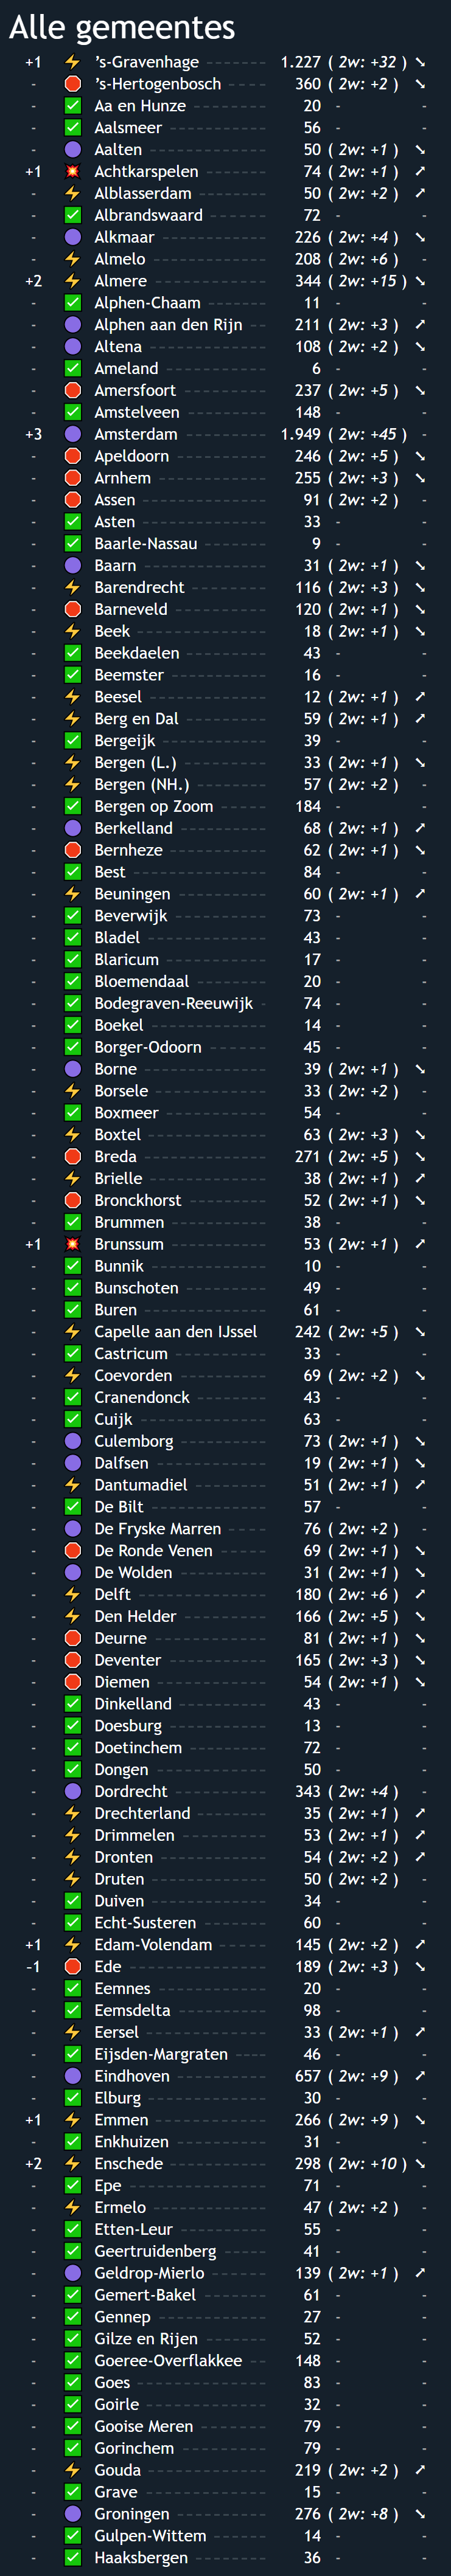 Alle gemeentes
+1 ⚡ ’s-Gravenhage 1.227 ( 2w: +32 ) ➘
- 🛑 ’s-Hertogenbosch 360 ( 2w: +2 ) ➘
- ✅ Aa en Hunze 20 - -
- ✅ Aalsmeer 56 - -
- 🟣 Aalten 50 ( 2w: +1 ) ➘
+1 💥 Achtkarspelen 74 ( 2w: +1 ) ➚
- ⚡ Alblasserdam 50 ( 2w: +2 ) ➚
- ✅ Albrandswaard 72 - -
- 🟣 Alkmaar 226 ( 2w: +4 ) ➘
- ⚡ Almelo 208 ( 2w: +6 ) -
+2 ⚡ Almere 344 ( 2w: +15 ) ➘
- ✅ Alphen-Chaam 11 - -
- 🟣 Alphen aan den Rijn 211 ( 2w: +3 ) ➚
- 🟣 Altena 108 ( 2w: +2 ) ➘
- ✅ Ameland 6 - -
- 🛑 Amersfoort 237 ( 2w: +5 ) ➘
- ✅ Amstelveen 148 - -
+3 🟣 Amsterdam 1.949 ( 2w: +45 ) -
- 🛑 Apeldoorn 246 ( 2w: +5 ) ➘
- 🛑 Arnhem 255 ( 2w: +3 ) ➘
- 🛑 Assen 91 ( 2w: +2 ) -
- ✅ Asten 33 - -
- ✅ Baarle-Nassau 9 - -
- 🟣 Baarn 31 ( 2w: +1 ) ➘
- ⚡ Barendrecht 116 ( 2w: +3 ) ➘
- 🛑 Barneveld 120 ( 2w: +1 ) ➘
- ⚡ Beek 18 ( 2w: +1 ) ➘
- ✅ Beekdaelen 43 - -
- ✅ Beemster 16 - -
- ⚡ Beesel 12 ( 2w: +1 ) ➚
- ⚡ Berg en Dal 59 ( 2w: +1 ) ➚
- ✅ Bergeijk 39 - -
- ⚡ Bergen (L.) 33 ( 2w: +1 ) ➘
- ⚡ Bergen (NH.) 57 ( 2w: +2 ) -
- ✅ Bergen op Zoom 184 - -
- 🟣 Berkelland 68 ( 2w: +1 ) ➚
- 🛑 Bernheze 62 ( 2w: +1 ) ➘
- ✅ Best 84 - -
- ⚡ Beuningen 60 ( 2w: +1 ) ➚
- ✅ Beverwijk 73 - -
- ✅ Bladel 43 - -
- ✅ Blaricum 17 - -
- ✅ Bloemendaal 20 - -
- ✅ Bodegraven-Reeuwijk 74 - -
- ✅ Boekel 14 - -
- ✅ Borger-Odoorn 45 - -
- 🟣 Borne 39 ( 2w: +1 ) ➘
- ⚡ Borsele 33 ( 2w: +2 ) -
- ✅ Boxmeer 54 - -
- ⚡ Boxtel 63 ( 2w: +3 ) ➘
- 🛑 Breda 271 ( 2w: +5 ) ➘
- ⚡ Brielle 38 ( 2w: +1 ) ➚
- 🛑 Bronckhorst 52 ( 2w: +1 ) ➘
- ✅ Brummen 38 - -
+1 💥 Brunssum 53 ( 2w: +1 ) ➚
- ✅ Bunnik 10 - -
- ✅ Bunschoten 49 - -
- ✅ Buren 61 - -
- ⚡ Capelle aan den IJssel 242 ( 2w: +5 ) ➘
- ✅ Castricum 33 - -
- ⚡ Coevorden 69 ( 2w: +2 ) ➘
- ✅ Cranendonck 43 - -
- ✅ Cuijk 63 - -
- 🟣 Culemborg 73 ( 2w: +1 ) ➘
- 🟣 Dalfsen 19 ( 2w: +1 ) ➘
- ⚡ Dantumadiel 51 ( 2w: +1 ) ➚
- ✅ De Bilt 57 - -
- 🟣 De Fryske Marren 76 ( 2w: +2 ) -
- 🛑 De Ronde Venen 69 ( 2w: +1 ) ➘
- 🟣 De Wolden 31 ( 2w: +1 ) ➘
- ⚡ Delft 180 ( 2w: +6 ) ➚
- ⚡ Den Helder 166 ( 2w: +5 ) ➘
- 🛑 Deurne 81 ( 2w: +1 ) ➘
- 🛑 Deventer 165 ( 2w: +3 ) ➘
- 🛑 Diemen 54 ( 2w: +1 ) ➘
- ✅ Dinkelland 43 - -
- ✅ Doesburg 13 - -
- ✅ Doetinchem 72 - -
- ✅ Dongen 50 - -
- 🟣 Dordrecht 343 ( 2w: +4 ) -
- ⚡ Drechterland 35 ( 2w: +1 ) ➚
- ⚡ Drimmelen 53 ( 2w: +1 ) ➚
- ⚡ Dronten 54 ( 2w: +2 ) ➚
- ⚡ Druten 50 ( 2w: +2 ) -
- ✅ Duiven 34 - -
- ✅ Echt-Susteren 60 - -
+1 ⚡ Edam-Volendam 145 ( 2w: +2 ) ➚
-1 🛑 Ede 189 ( 2w: +3 ) ➘
- ✅ Eemnes 20 - -
- ✅ Eemsdelta 98 - -
- ⚡ Eersel 33 ( 2w: +1 ) ➚
- ✅ Eijsden-Margraten 46 - -
- 🟣 Eindhoven 657 ( 2w: +9 ) ➚
- ✅ Elburg 30 - -
+1 ⚡ Emmen 266 ( 2w: +9 ) ➘
- ✅ Enkhuizen 31 - -
+2 ⚡ Enschede 298 ( 2w: +10 ) ➘
- ✅ Epe 71 - -
- ⚡ Ermelo 47 ( 2w: +2 ) -
- ✅ Etten-Leur 55 - -
- ✅ Geertruidenberg 41 - -
- 🟣 Geldrop-Mierlo 139 ( 2w: +1 ) ➚
- ✅ Gemert-Bakel 61 - -
- ✅ Gennep 27 - -
- ✅ Gilze en Rijen 52 - -
- ✅ Goeree-Overflakkee 148 - -
- ✅ Goes 83 - -
- ✅ Goirle 32 - -
- ✅ Gooise Meren 79 - -
- ✅ Gorinchem 79 - -
- ⚡ Gouda 219 ( 2w: +2 ) ➚
- ✅ Grave 15 - -
- 🟣 Groningen 276 ( 2w: +8 ) ➘
- ✅ Gulpen-Wittem 14 - -
- ✅ Haaksbergen 36 - -